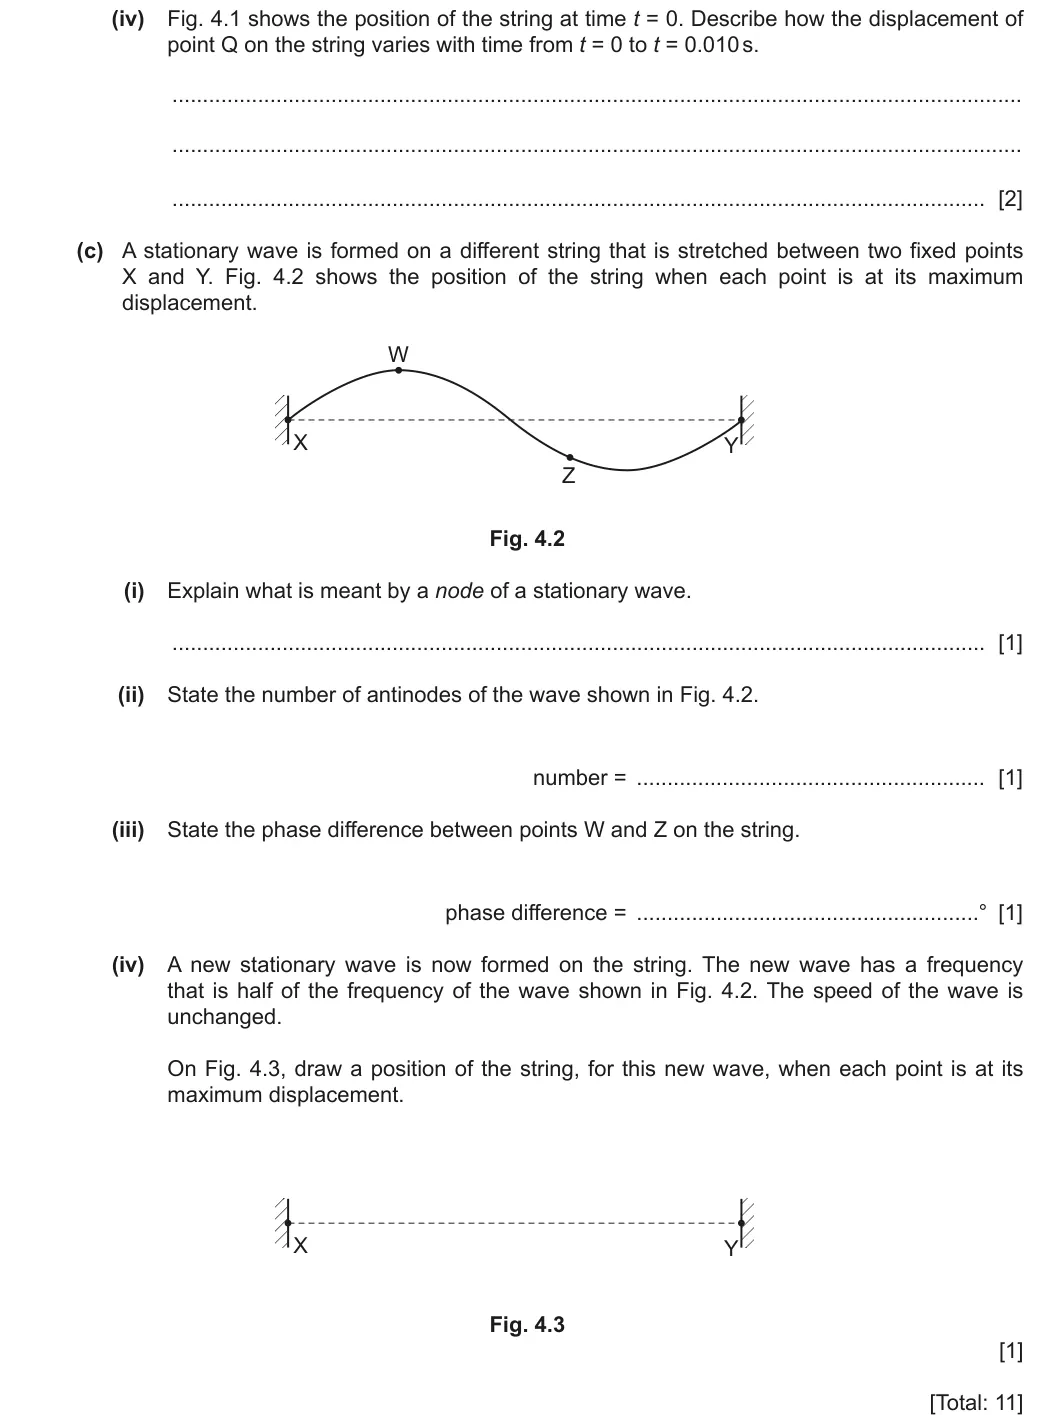 (iv) Fig. 4.1 shows the position of the string at time t = 0. Describe how the displacement of
point Q on the string varies with time from t = 0 to t = 0.010 s.
..........................................................................................................................................
..........................................................................................................................................
.................................................................................................................................... [2]
(c) A stationary wave is formed on a different string that is stretched between two fixed points
X and Y. Fig. 4.2 shows the position of the string when each point is at its maximum
displacement.
W
X
Y
Z
Fig. 4.2
(i) Explain what is meant by a node of a stationary wave.
.................................................................................................................................... [1]
(ii) State the number of antinodes of the wave shown in Fig. 4.2.
number = ......................................................... [1]
(iii) State the phase difference between points W and Z on the string.
phase difference = ........................................................° [1]
(iv) A new stationary wave is now formed on the string. The new wave has a frequency
that is half of the frequency of the wave shown in Fig. 4.2. The speed of the wave is
unchanged.
On Fig. 4.3, draw a position of the string, for this new wave, when each point is at its
maximum displacement.
X
Y
Fig. 4.3
[1]
[Total: 11]